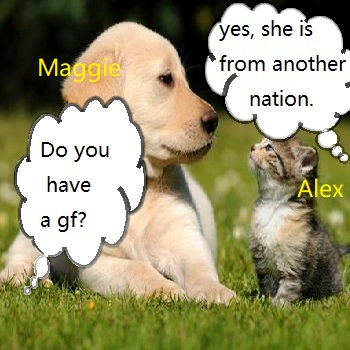 Maggie
Do you
have
a gf?
yes, she is
from another
nation.
Alex